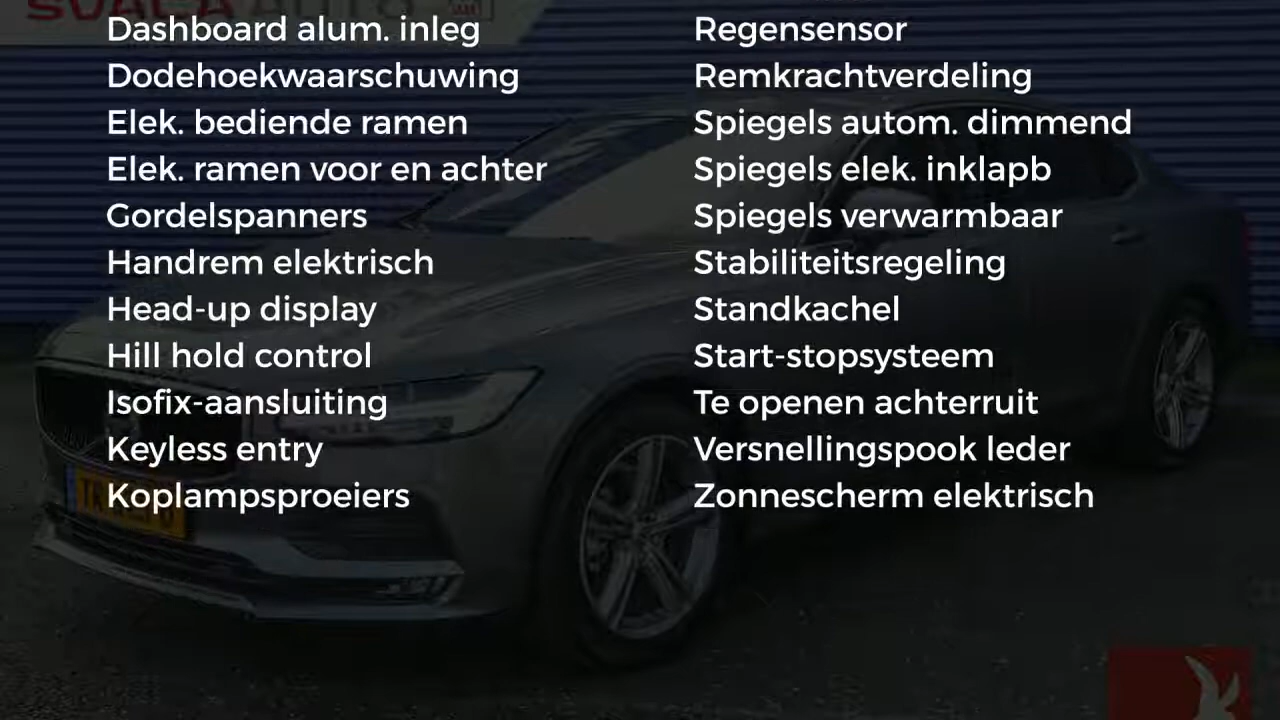 Dashboard alum. inleg
Dodehoekwaarschuwing
Elek. bediende ramen
Elek. ramen voor en achter
Gordelspanners
Handrem elektrisch
Head-up display
Hill hold control
Isofix-aansluiting
Keyless entry
Koplampsproeiers
Regensensor
Remkrachtverdeling
Spiegels autom. dimmend
Spiegels elek. inklapb
Spiegels verwarmbaar
Stabiliteitsregeling
Standkachel
Start-stopsysteem
Te openen achterruit
Versnellingspook leder
Zonnescherm elektrisch